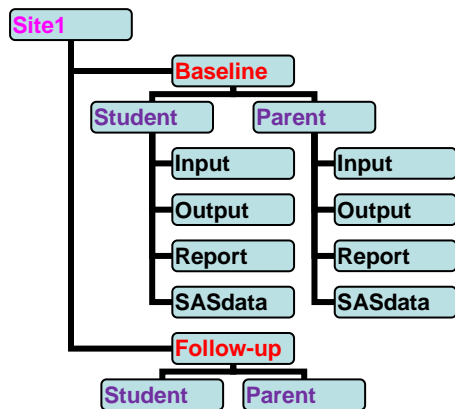 Site1
Baseline
Student Parent
Input Input
Output Output
Report Report
SASdata SASdata
Follow-up
Student Parent